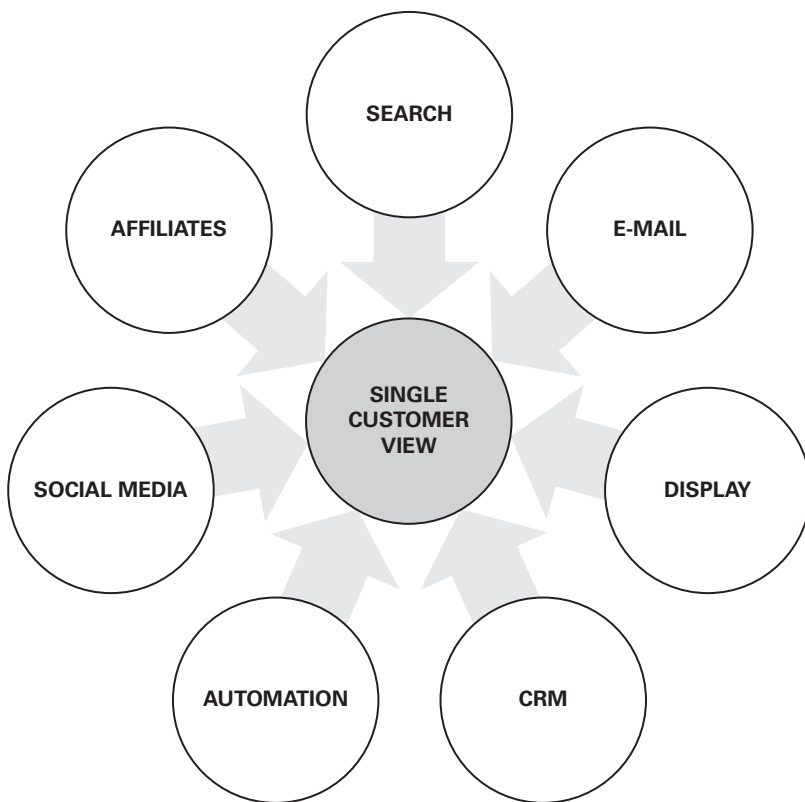 SEARCH
AFFILIATES
E-MAIL
SINGLE
CUSTOMER
VIEW
SOCIAL MEDIA
DISPLAY
AUTOMATION
CRM